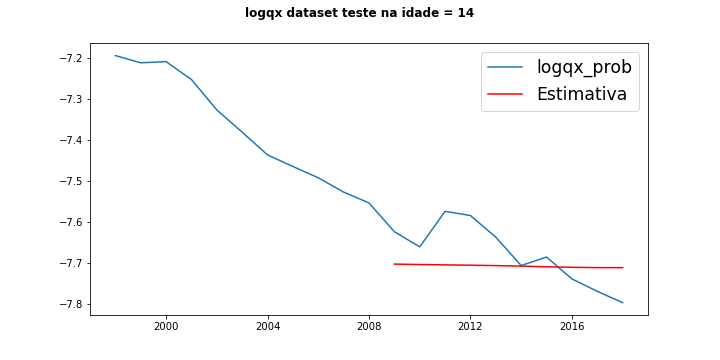 logqx dataset teste na idade = 14
logqx_prob
Estimativa
−7.2
−7.3
−7.4
−7.5
−7.6
−7.7
−7.8
2000 2004 2008 2012 2016